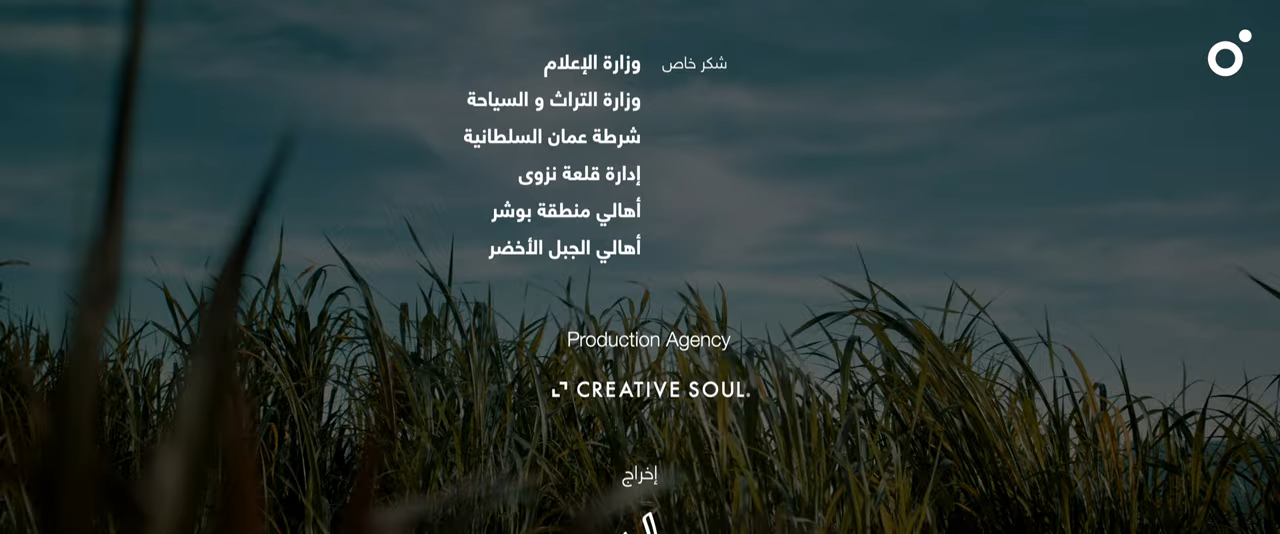 شكر خاص وزارة الإعلام
وزارة التراث و السياحة
شرطة عمان السلطانية
إدارة قلعة نزوى
أهالي منطقة بوشر
أهالي الجبل الأخضر
Production Agency
CREATIVE SOUL.
إخراج